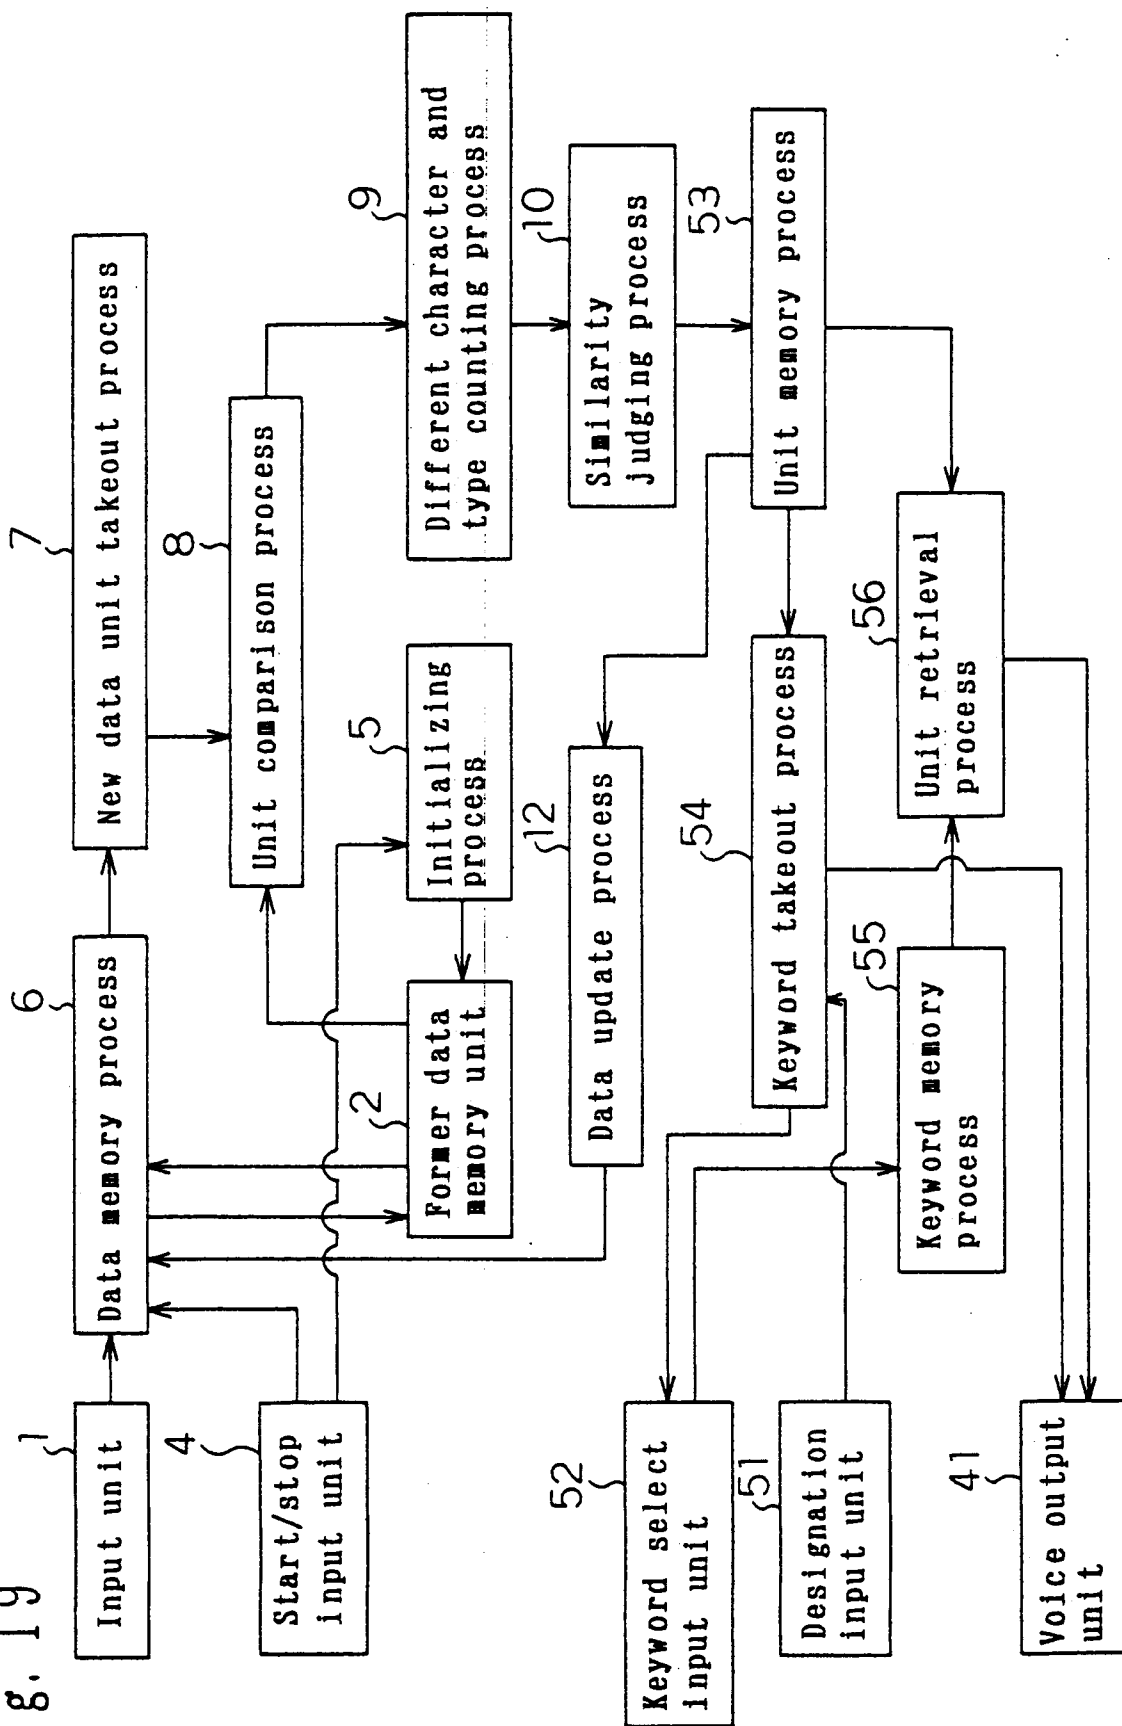 g. 19
1
Input unit
6
Data memory process
7
New data unit takeout process
4
Start/stop
input unit
8
Unit comparison process
2
Former data
memory unit
5
Initializing
process
9
Different character and
type counting process
12
Data update process
10
Similarity
judging process
52
Keyword select
input unit
51
Designation
input unit
54
Keyword takeout process
53
Unit memory process
55
Keyword memory
process
56
Unit retrieval
process
41
Voice output
unit